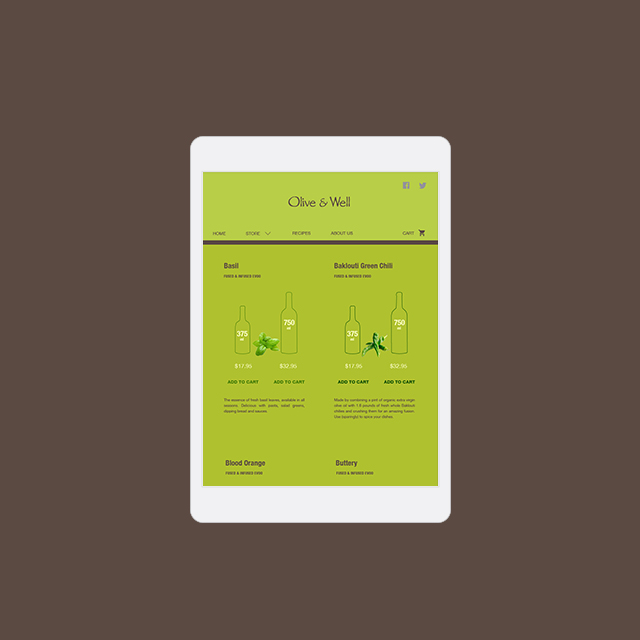 Olive & Well
HOME STORE RECIPES ABOUT US CART
Basil
FUSED & INFUSED EVOO
375
ml
750
ml
$17.95 $32.95
ADD TO CART ADD TO CART
The essence of fresh basil leaves, available in all
seasons. Delicious with pasta, salad greens,
dipping bread and sauces.
Baklouti Green Chili
FUSED & INFUSED EVOO
375
ml
750
ml
$17.95 $32.95
ADD TO CART ADD TO CART
Made by combining a part of organic extra virgin
olive oil with 1.6 pounds of fresh whole Baklouti
chilies and crushing them for an amazing fusion.
Use (sparingly) to spice your dishes.
Blood Orange
FUSED & INFUSED EVOO
Buttery
FUSED & INFUSED EVOO